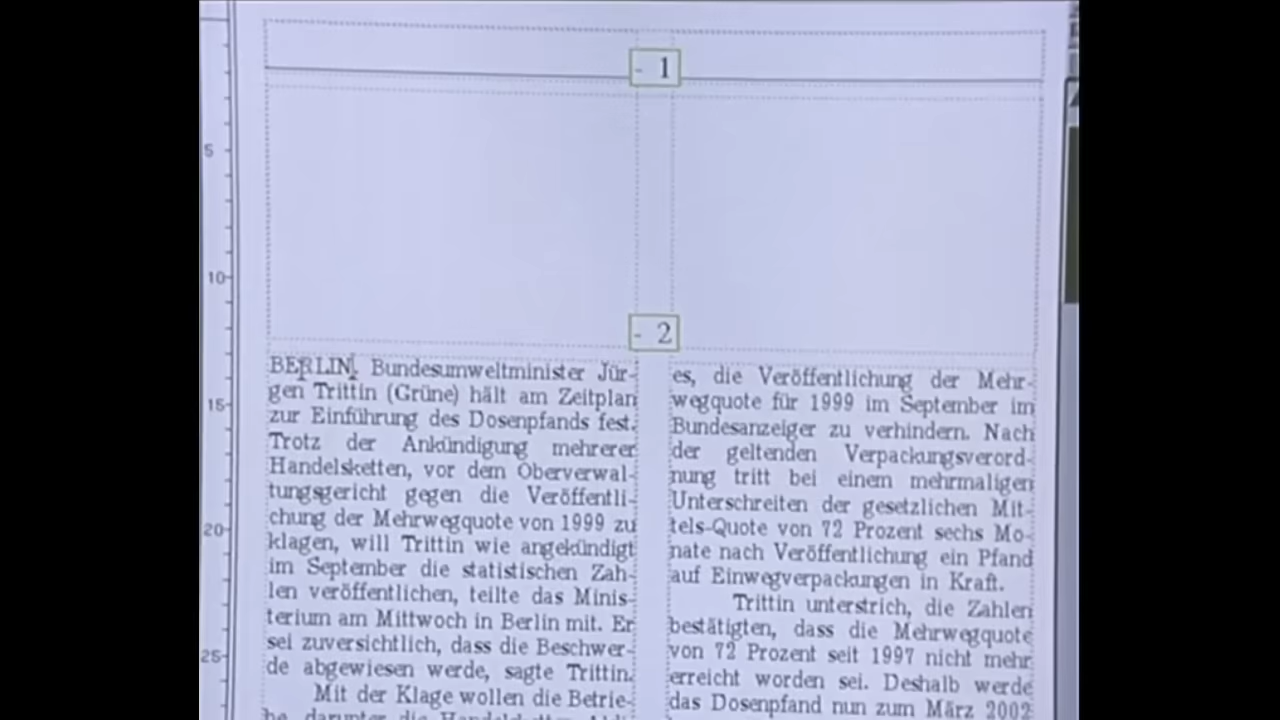 - 1
5
10
15
20
25
- 2
BERLIN. Bundesumweltminister Jür-
gen Trittin (Grüne) hält am Zeitplan
zur Einführung des Dosenpfands fest.
Trotz der Ankündigung mehrerer
Handelsketten, vor dem Oberverwal-
tungsgericht gegen die Veröffentli-
chung der Mehrwegquote von 1999 zu
klagen, will Trittin wie angekündigt
im September die statistischen Zah-
len veröffentlichen, teilte das Minis-
terium am Mittwoch in Berlin mit. Er
sei zuversichtlich, dass die Beschwer-
de abgewiesen werde, sagte Trittin.
Mit der Klage wollen die Betrie-
be, darunter die Handelsketten
es, die Veröffentlichung der Mehr-
wegquote für 1999 im September im
Bundesanzeiger zu verhindern. Nach
der geltenden Verpackungsverord-
nung tritt bei einem mehrmaligen
Unterschreiten der gesetzlichen Mit-
tels-Quote von 72 Prozent sechs Mo-
nate nach Veröffentlichung ein Pfand
auf Einwegverpackungen in Kraft.
Trittin unterstrich, die Zahlen
bestätigten, dass die Mehrwegquote
von 72 Prozent seit 1997 nicht mehr
erreicht worden sei. Deshalb werde
das Dosenpfand nun zum März 2002